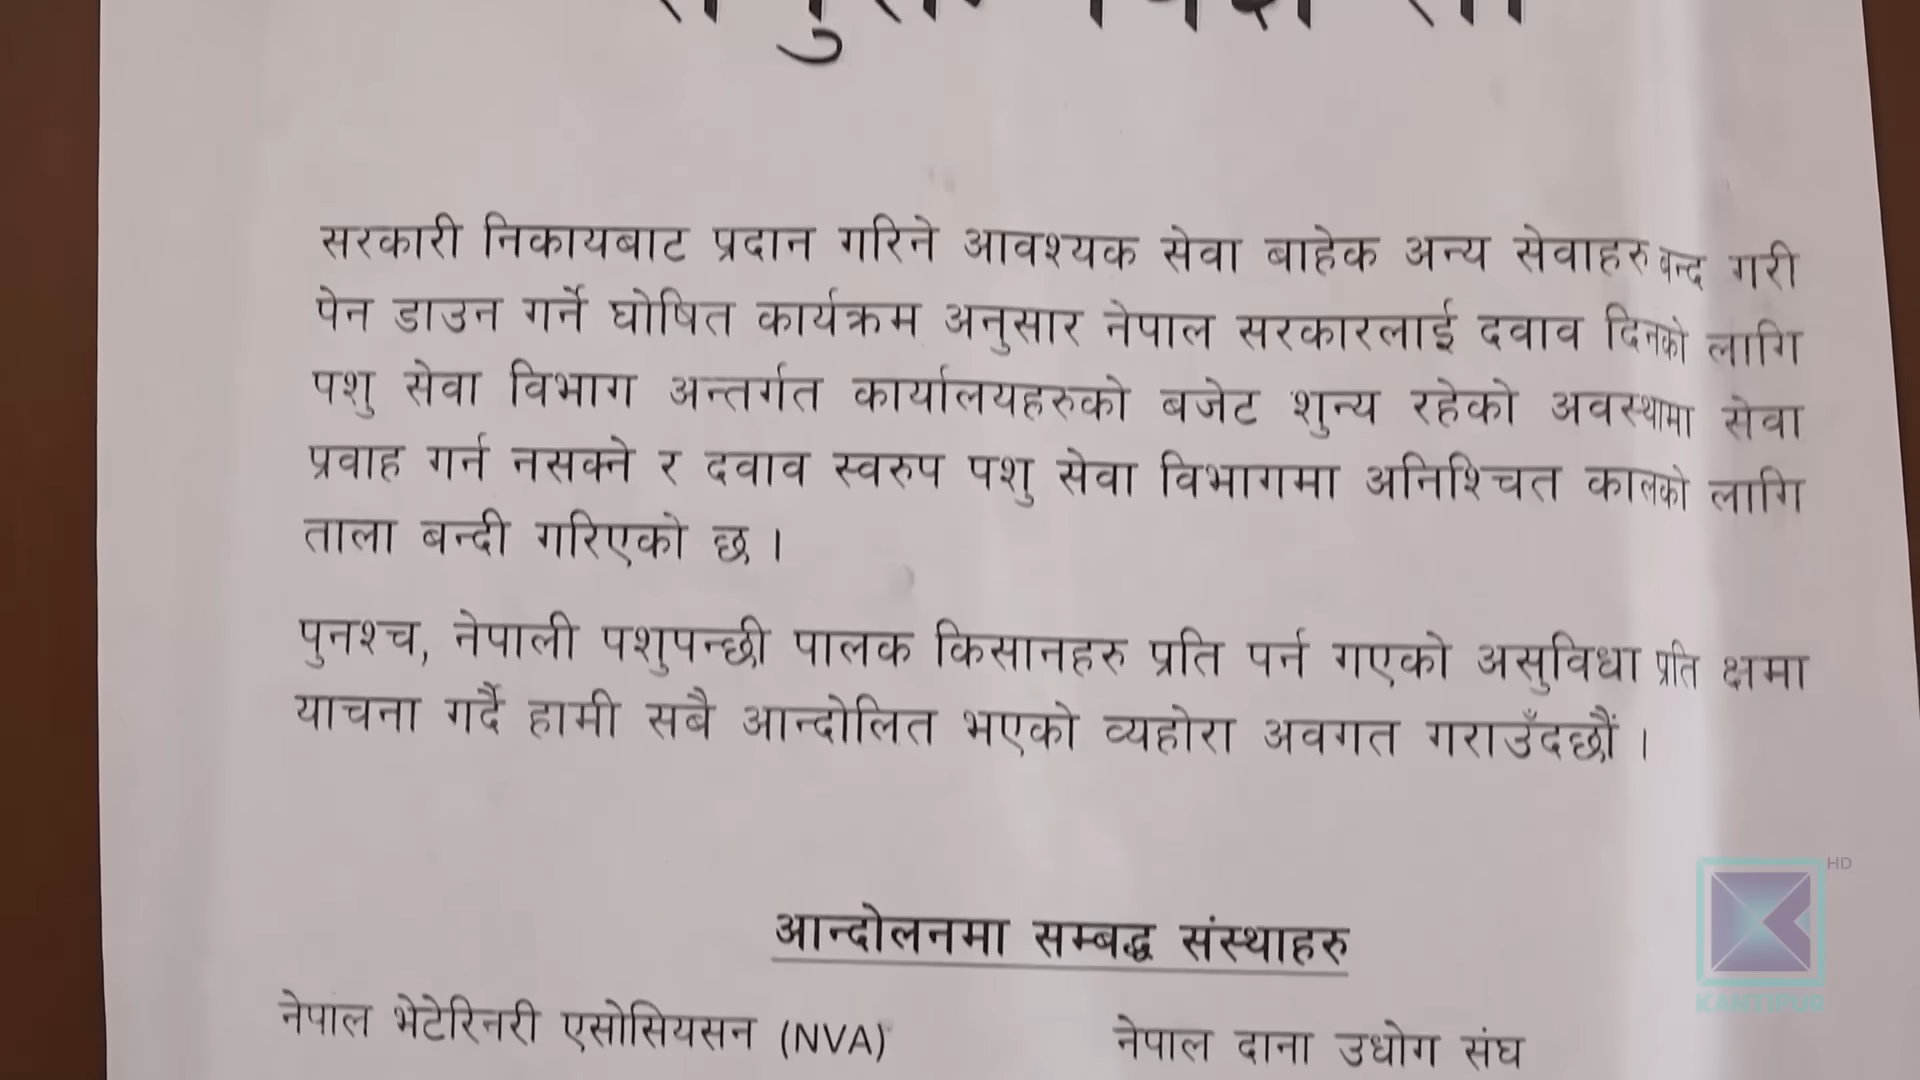 सरकारी निकायबाट प्रदान गरिने आवश्यक सेवा बाहेक अन्य सेवाहरु बन्द गरी
पेन डाउन गर्ने घोषित कार्यक्रम अनुसार नेपाल सरकारलाई दवाव दिनको लागि
पशु सेवा विभाग अन्तर्गत कार्यालयहरुको बजेट शुन्य रहेको अवस्थामा सेवा
प्रवाह गर्न नसक्ने र दवाव स्वरुप पशु सेवा विभागमा अनिश्चित कालको लागि
ताला बन्दी गरिएको छ ।
पुनश्च, नेपाली पशुपन्छी पालक किसानहरु प्रति पर्न गएको असुविधा प्रति क्षमा
याचना गर्दै हामी सबै आन्दोलित भएको व्यहोरा अवगत गराउँदछौं ।
आन्दोलनमा सम्बद्ध संस्थाहरु
नेपाल भेटेरिनरी एसोसियसन (NVA) नेपाल दाना उधोग संघ
HD
KANTIPUR